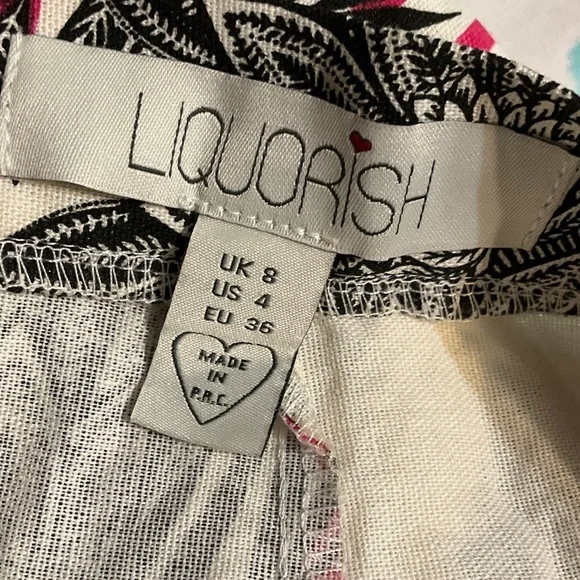 LIQUORiSH
UK 8
US 4
EU 36
MADE
IN
P.R.C.